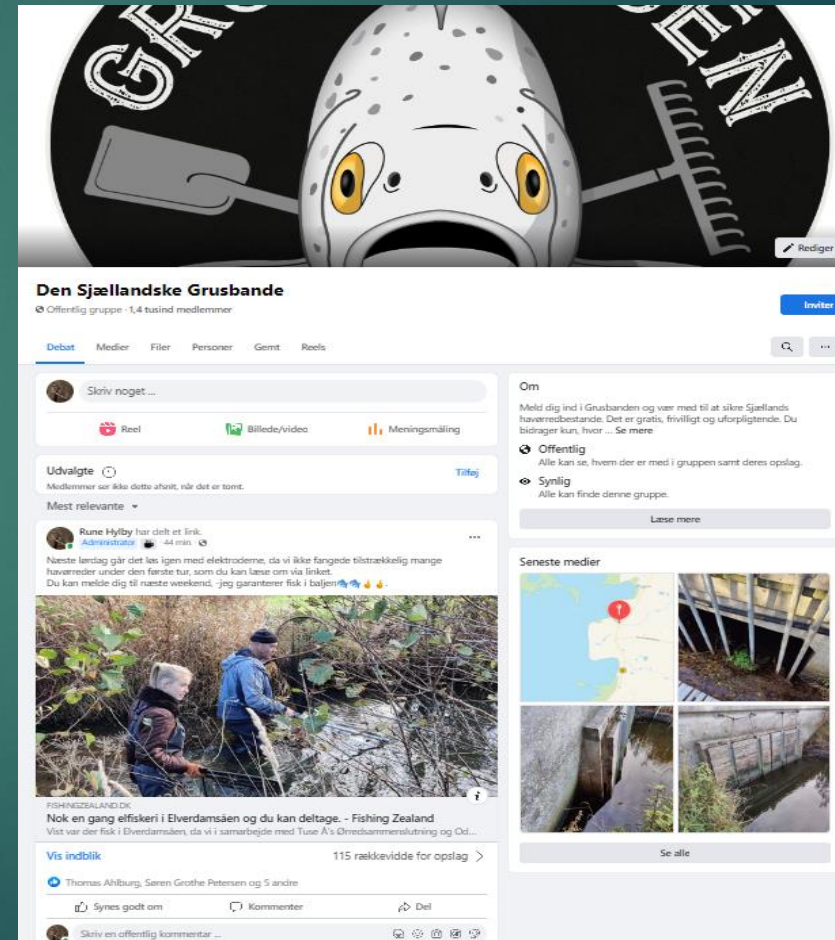 GRU
EN
Rediger
Den Sjællandske Grusbande
Offentlig gruppe · 1,4 tusind medlemmer
Inviter
Debat Medier Filer Personer Gemt Reels
Skriv noget ...
Reel Billede/video Meningsmåling
Udvalgte
Tilføj
Medlemmer ser ikke dette afsnit, når det er tomt.
Mest relevante
Rune Hylby har delt et link.
Administrator · 44 min.
Næste lørdag går det løs igen med elektroderne, da vi ikke fangede tilstrækkelig mange
havørreder under den første tur, som du kan læse om via linket.
Du kan melde dig til næste weekend, -jeg garanterer fisk i baljen
FISHINGZEALAND.DK
Nok en gang elfiskeri i Elverdamsåen og du kan deltage. - Fishing Zealand
Vist var der fisk i Elverdamsåen, da vi i samarbejde med Tuse Å's Ørredsammenslutning og Od...
Vis indblik
115 rækkevidde for opslag
Thomas Ahlburg, Søren Grothe Petersen og 5 andre
Synes godt om Kommenter Del
Skriv en offentlig kommentar ...
Om
Meld dig ind i Grusbanden og vær med til at sikre Sjællands
havørredbestande. Det er gratis, frivilligt og uforpligtende. Du
bidrager kun, hvor ... Se mere
Offentlig
Alle kan se, hvem der er med i gruppen samt deres opslag.
Synlig
Alle kan finde denne gruppe.
Læse mere
Seneste medier
Se alle